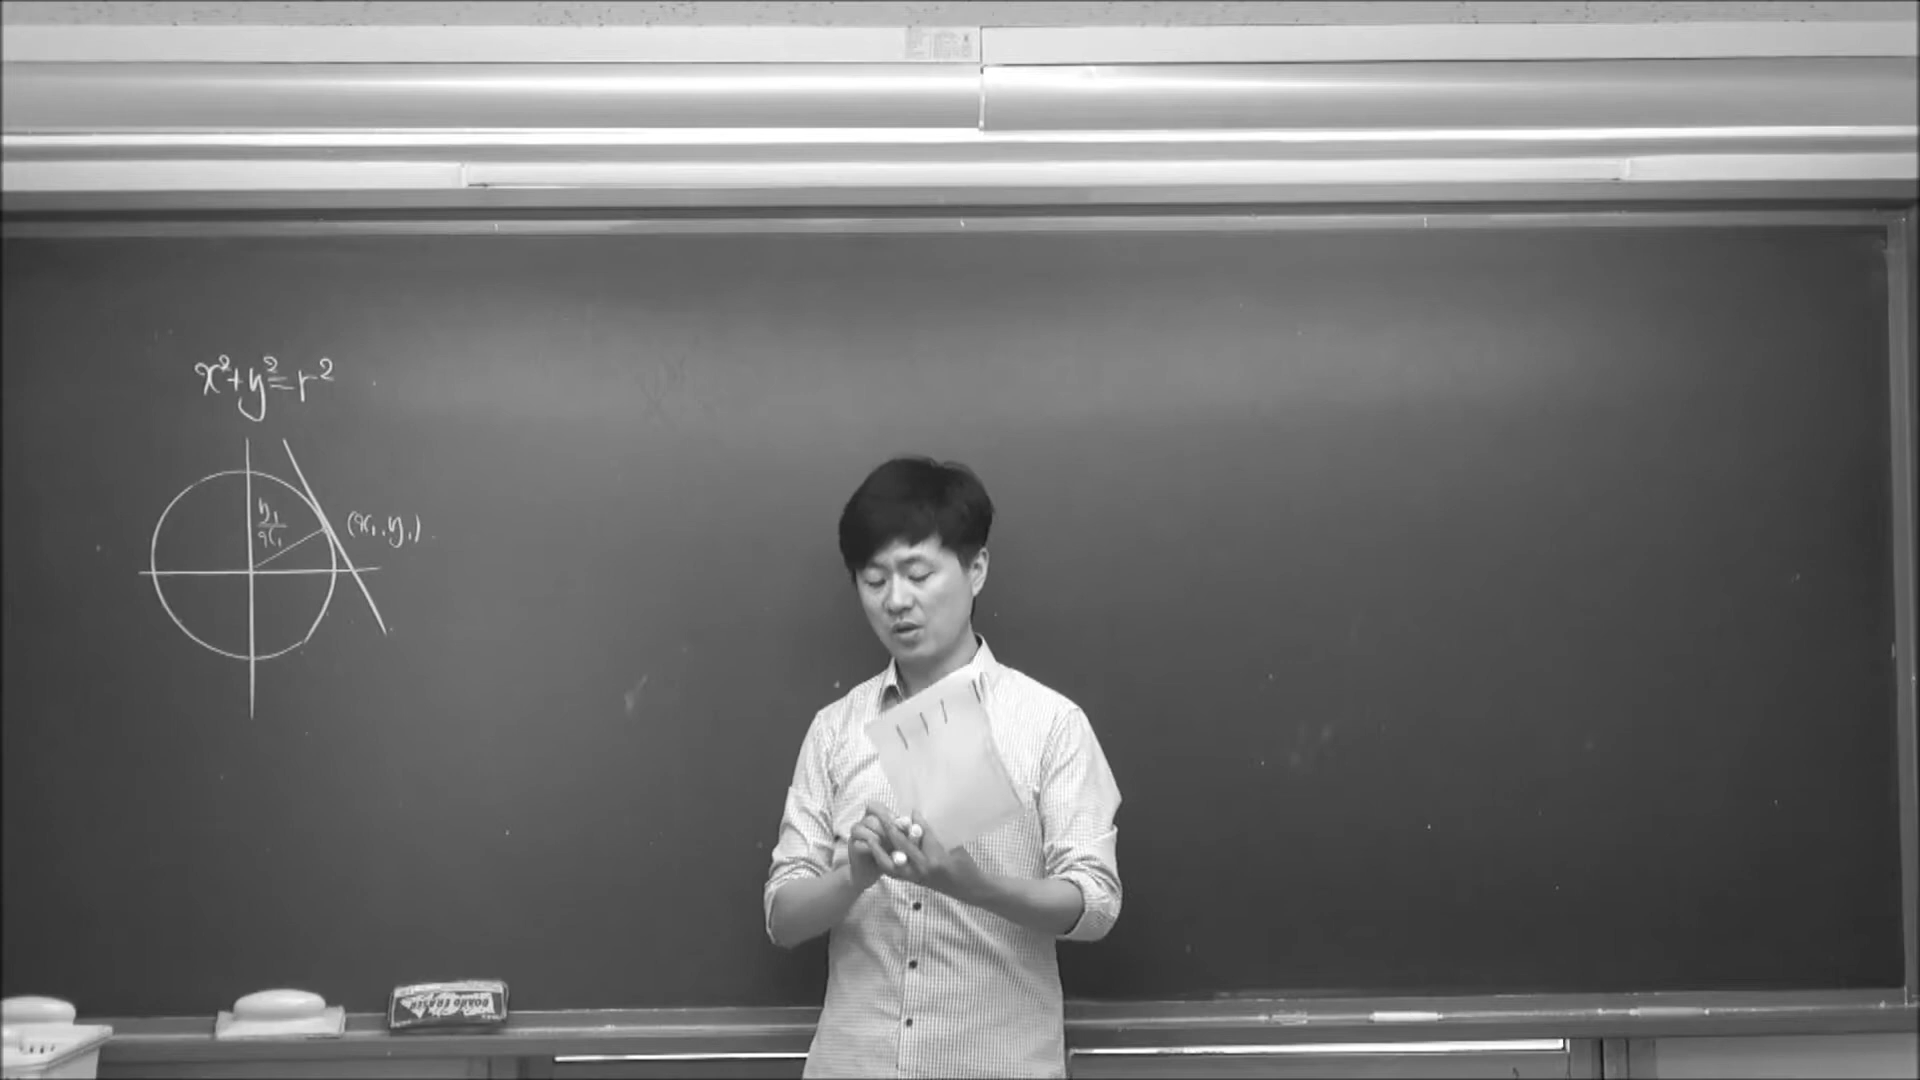 x²+y²=r²
y₁/x₁
(x₁,y₁)
BOARD ERASER